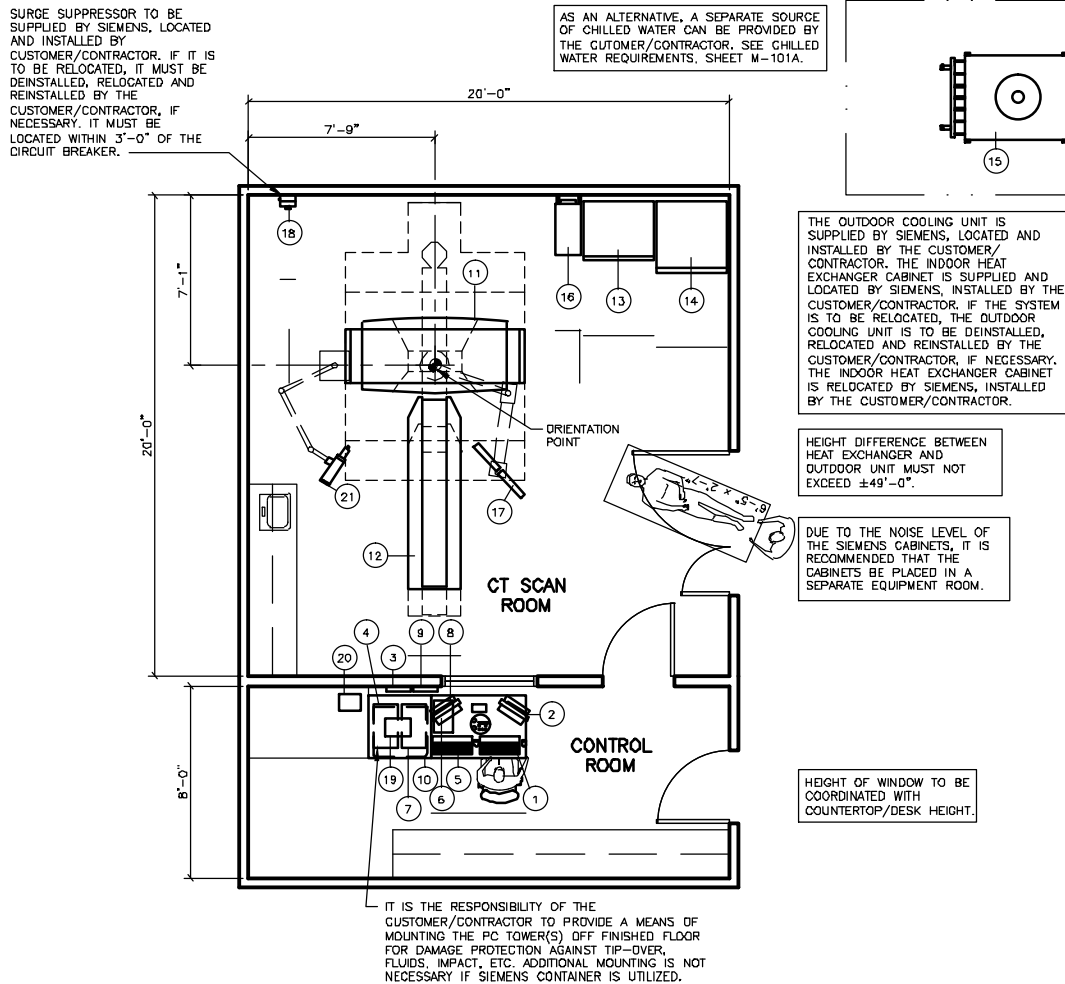 SURGE SUPPRESSOR TO BE
SUPPLIED BY SIEMENS, LOCATED
AND INSTALLED BY
CUSTOMER/CONTRACTOR. IF IT IS
TO BE RELOCATED, IT MUST BE
DEINSTALLED, RELOCATED AND
REINSTALLED BY THE
CUSTOMER/CONTRACTOR, IF
NECESSARY. IT MUST BE
LOCATED WITHIN 3'-0" OF THE
CIRCUIT BREAKER.
AS AN ALTERNATIVE, A SEPARATE SOURCE
OF CHILLED WATER CAN BE PROVIDED BY
THE CUTOMER/CONTRACTOR. SEE CHILLED
WATER REQUIREMENTS, SHEET M-101A.
15
20'-0"
7'-9"
18
7'-1"
11
16
13
14
THE OUTDOOR COOLING UNIT IS
SUPPLIED BY SIEMENS, LOCATED AND
INSTALLED BY THE CUSTOMER/
CONTRACTOR. THE INDOOR HEAT
EXCHANGER CABINET IS SUPPLIED AND
LOCATED BY SIEMENS, INSTALLED BY THE
CUSTOMER/CONTRACTOR. IF THE SYSTEM
IS TO BE RELOCATED, THE OUTDOOR
COOLING UNIT IS TO BE DEINSTALLED,
RELOCATED AND REINSTALLED BY THE
CUSTOMER/CONTRACTOR, IF NECESSARY.
THE INDOOR HEAT EXCHANGER CABINET
IS RELOCATED BY SIEMENS, INSTALLED
BY THE CUSTOMER/CONTRACTOR.
20'-0"
ORIENTATION
POINT
HEIGHT DIFFERENCE BETWEEN
HEAT EXCHANGER AND
OUTDOOR UNIT MUST NOT
EXCEED ±49'-0".
21
17
6'-5" x 2'-7"
12
DUE TO THE NOISE LEVEL OF
THE SIEMENS CABINETS, IT IS
RECOMMENDED THAT THE
CABINETS BE PLACED IN A
SEPARATE EQUIPMENT ROOM.
CT SCAN
ROOM
4
9
8
3
20
2
CONTROL
ROOM
8'-0"
19
10
5
7
6
1
HEIGHT OF WINDOW TO BE
COORDINATED WITH
COUNTERTOP/DESK HEIGHT.
IT IS THE RESPONSIBILITY OF THE
CUSTOMER/CONTRACTOR TO PROVIDE A MEANS OF
MOUNTING THE PC TOWER(S) OFF FINISHED FLOOR
FOR DAMAGE PROTECTION AGAINST TIP-OVER,
FLUIDS, IMPACT, ETC. ADDITIONAL MOUNTING IS NOT
NECESSARY IF SIEMENS CONTAINER IS UTILIZED.